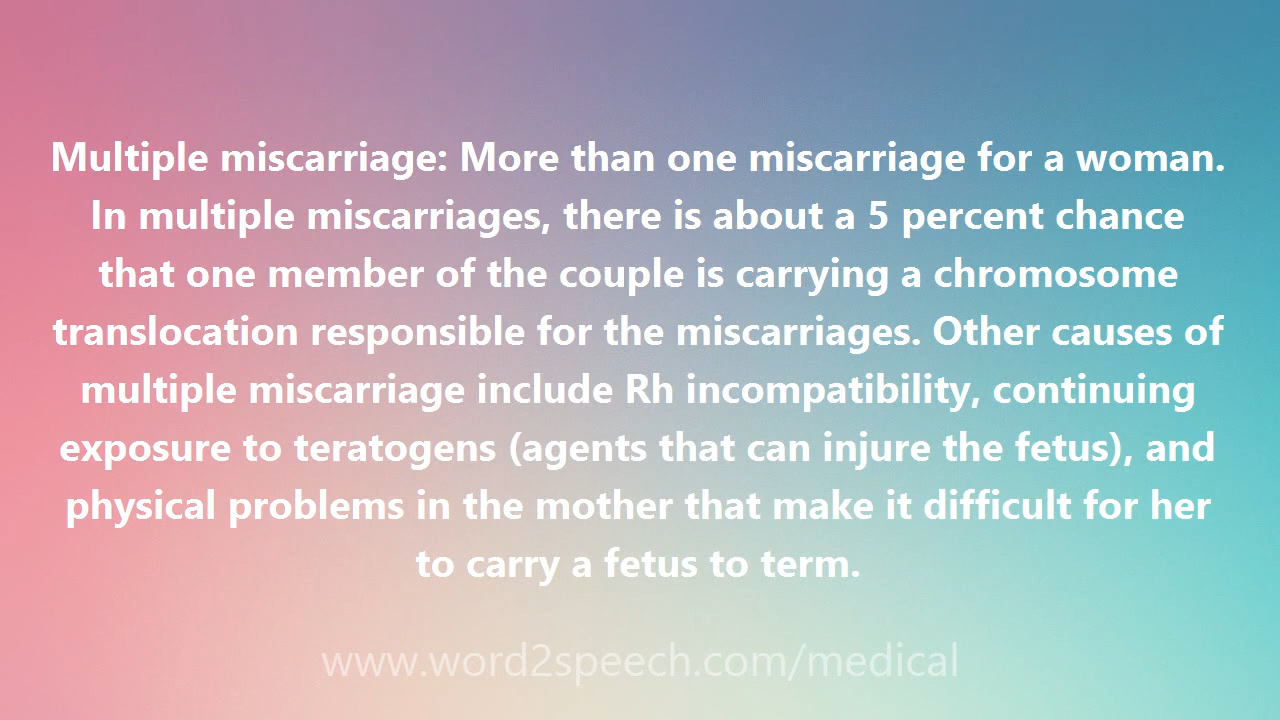 Multiple miscarriage: More than one miscarriage for a woman.
In multiple miscarriages, there is about a 5 percent chance
that one member of the couple is carrying a chromosome
translocation responsible for the miscarriages. Other causes of
multiple miscarriage include Rh incompatibility, continuing
exposure to teratogens (agents that can injure the fetus), and
physical problems in the mother that make it difficult for her
to carry a fetus to term.
www.word2speech.com/medical